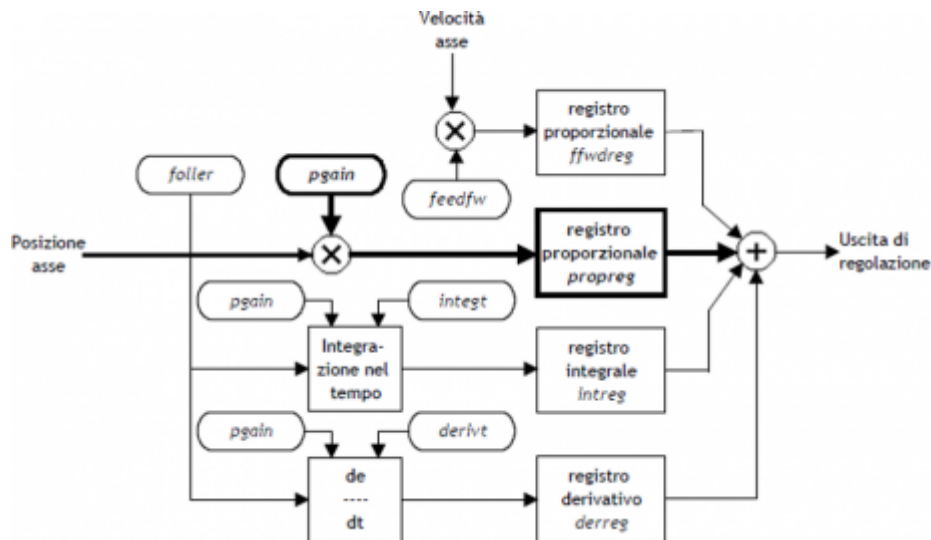 Velocità
asse
registro
proporzionale
ffwdreg
foller
pgain
feedfw
Posizione
asse
registro
proporzionale
propreg
Uscita di
regolazione
pgain
integt
Integra-
zione nel
tempo
registro
integrale
intreg
pgain
derivt
de
----
dt
registro
derivativo
derreg